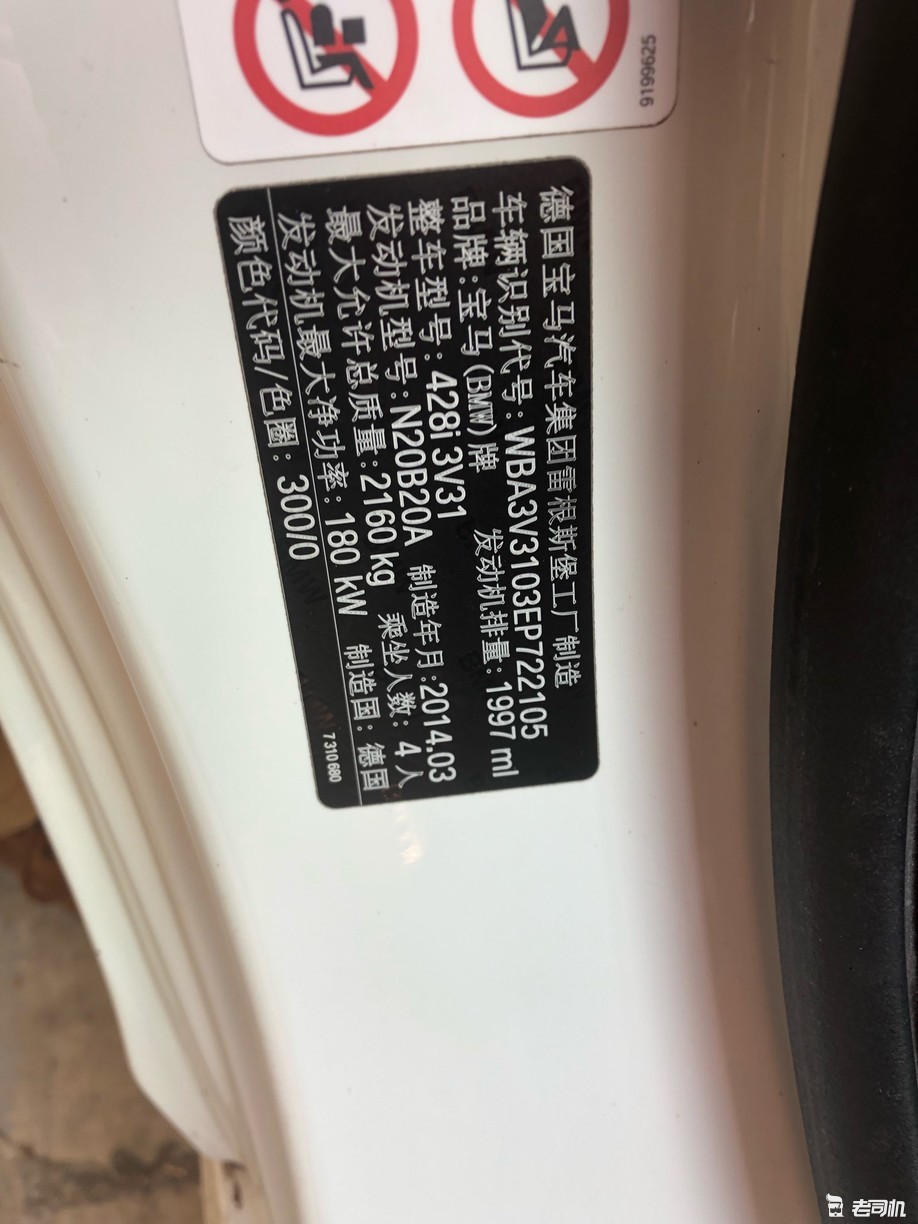 9199625
德国宝马汽车集团雷根斯堡工厂制造
车辆识别代号: WBA3V3103EP722105
品牌:宝马(BMW)牌 发动机排量: 1997 ml
整车型号: 428i 3V31
发动机型号: N20B20A 制造年月:2014.03
最大允许总质量:2160 kg 乘坐人数: 4人
发动机最大净功率: 180 kW 制造国: 德国
颜色代码/色圈: 300/0
7 310 680
老司机